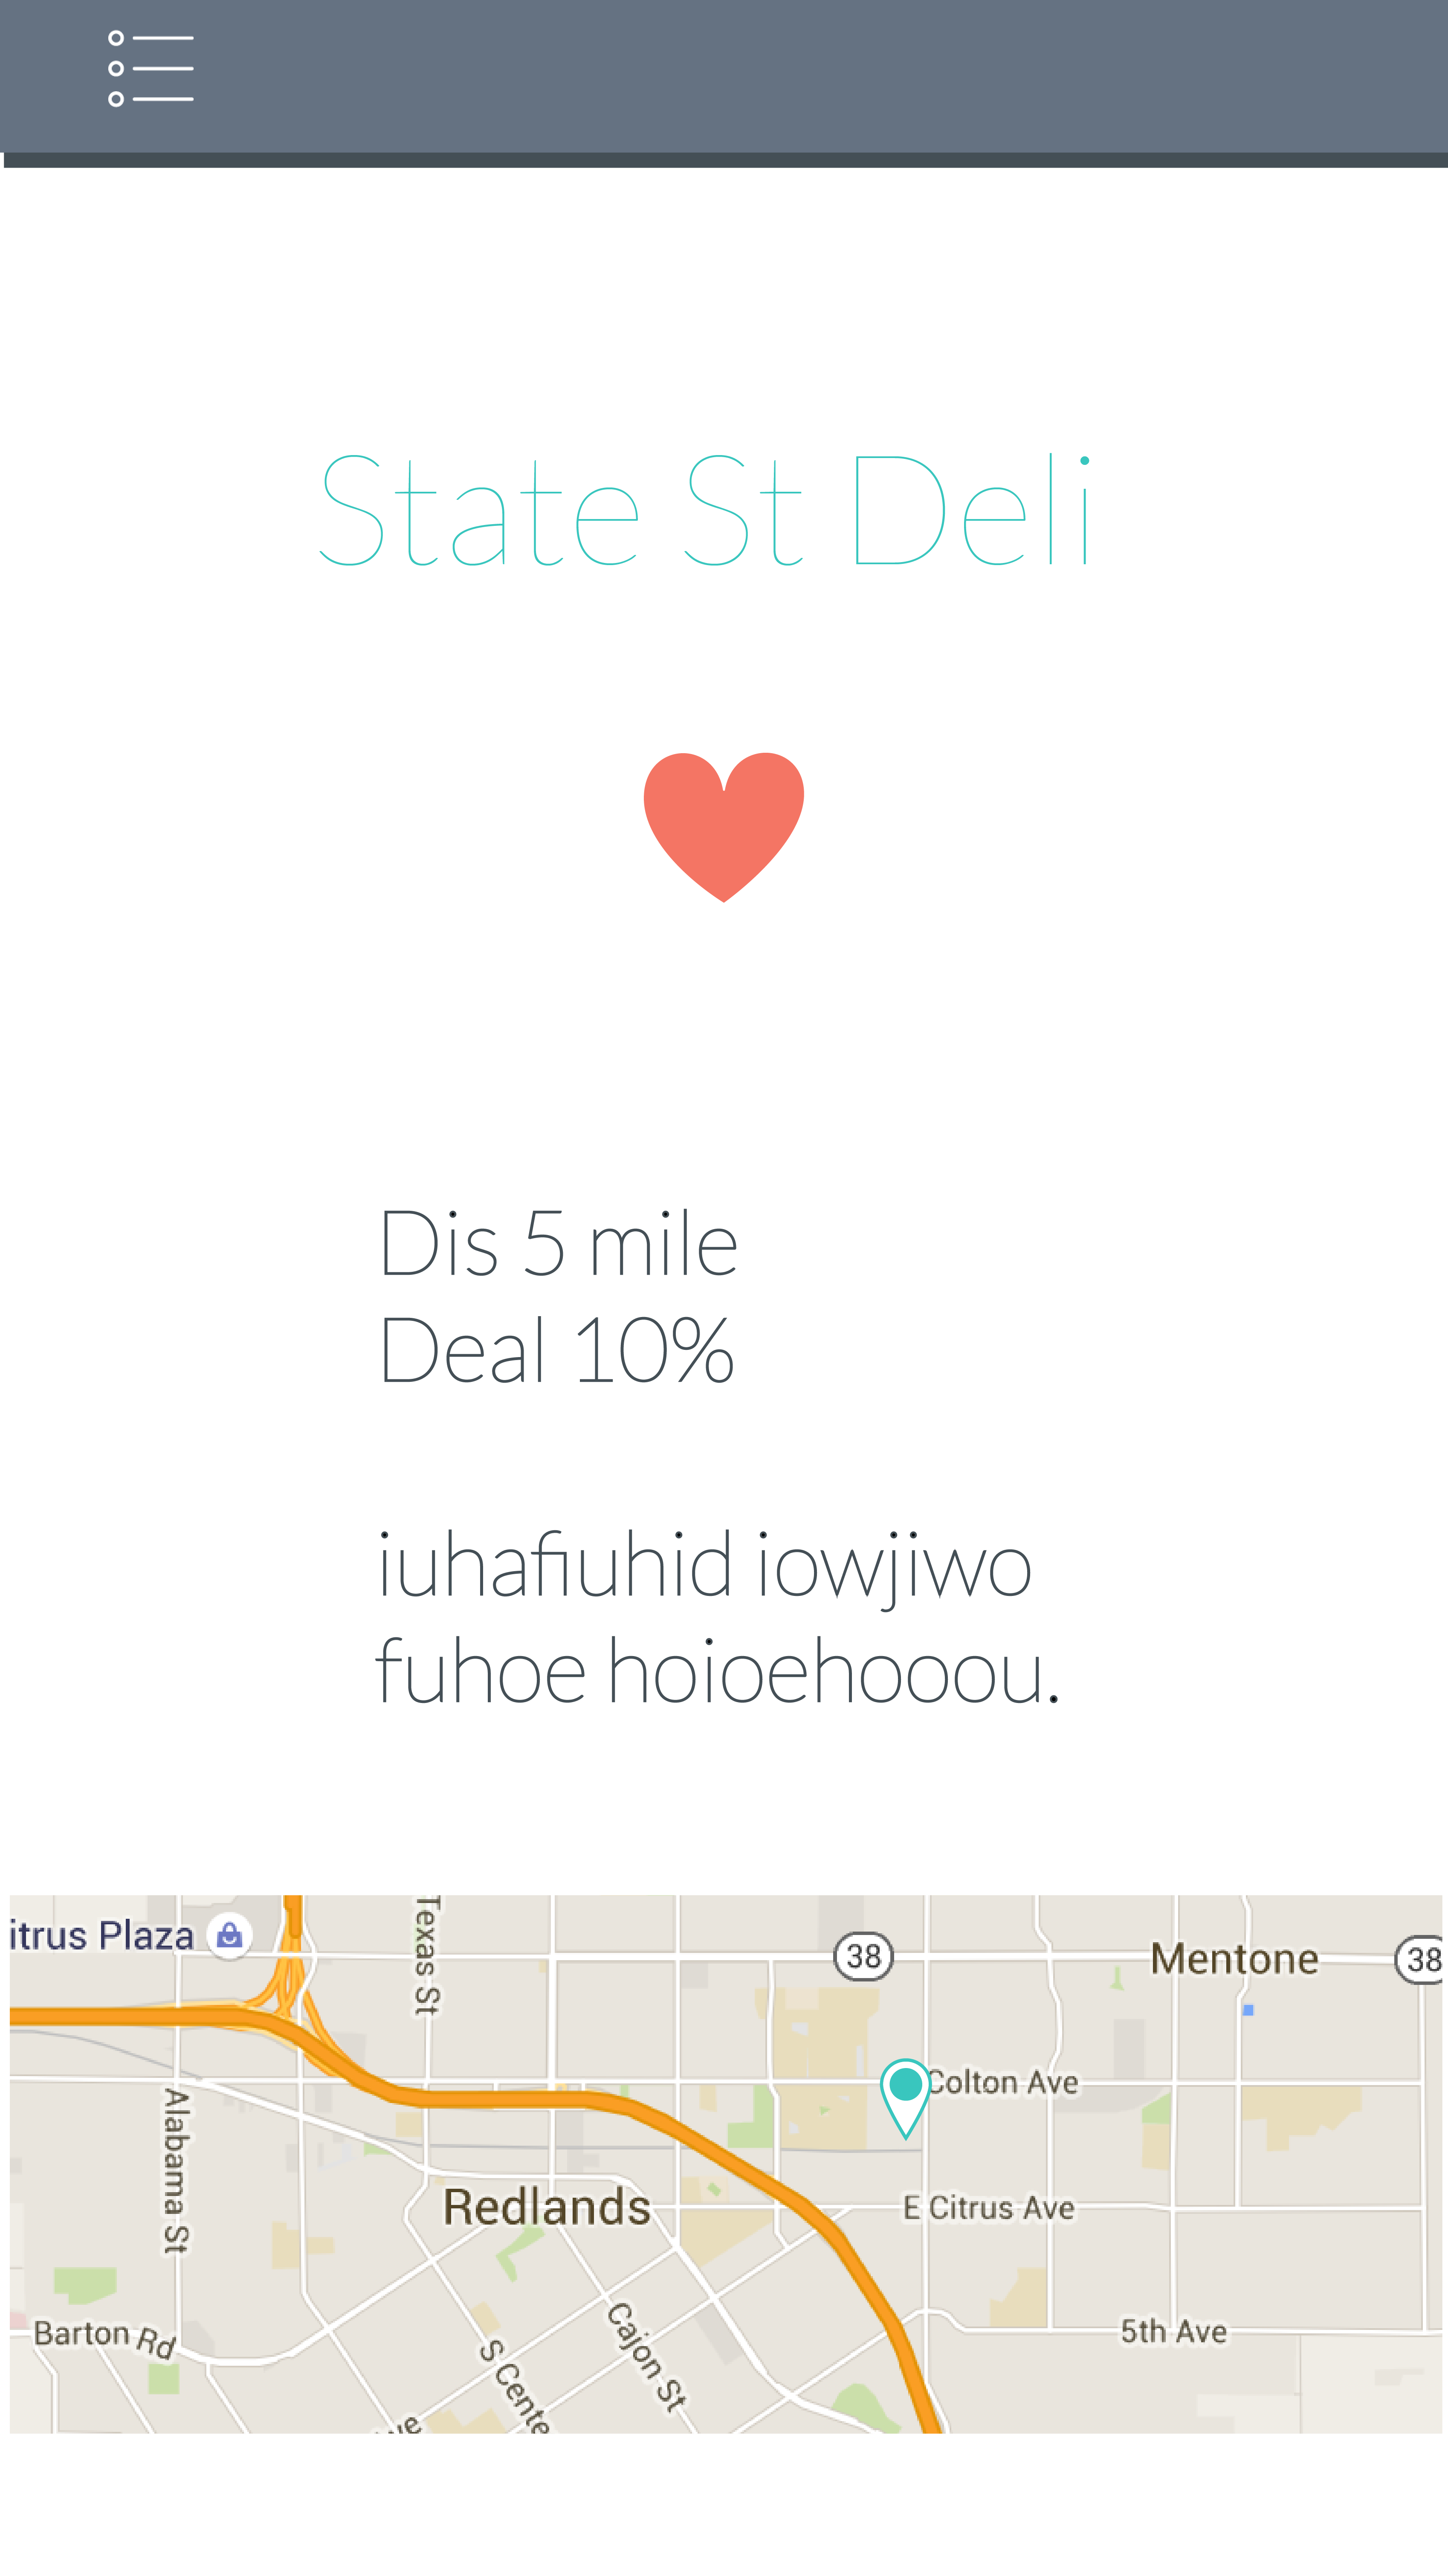 State St Deli
Dis 5 mile
Deal 10%
iuhafiuhid iowjiwo
fuhoe hoioehooou.
itrus Plaza
Texas St
38
Mentone
38
Colton Ave
Alabama St
Redlands
E Citrus Ave
Barton Rd
S Cente
Cajon St
5th Ave
ve